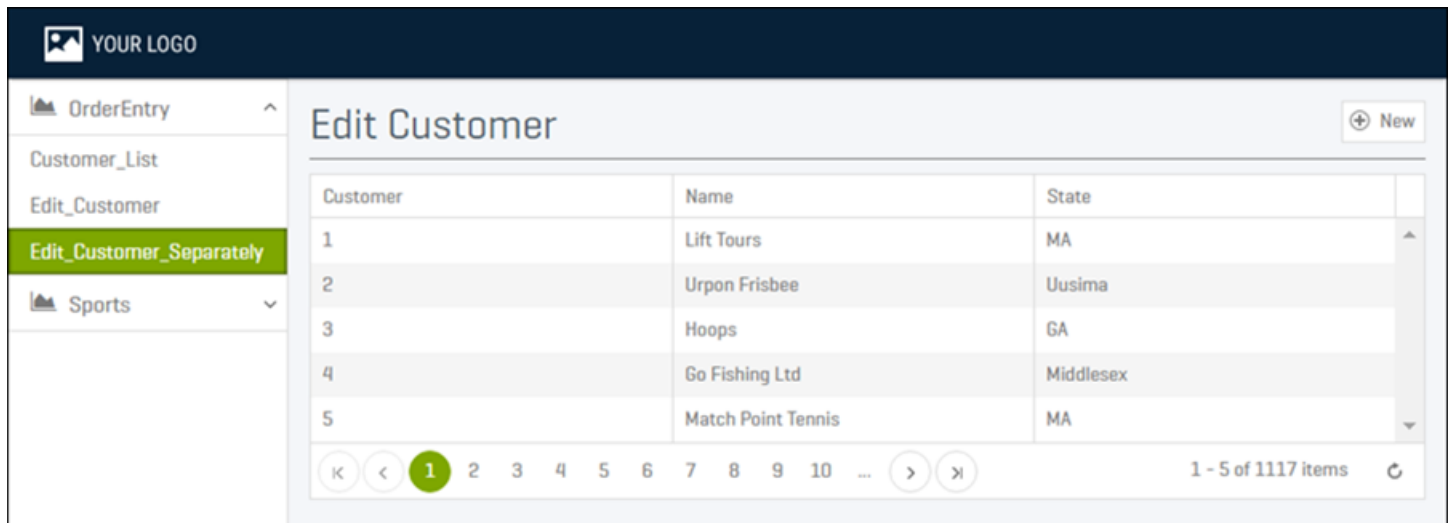 YOUR LOGO
OrderEntry
Customer_List
Edit_Customer
Edit_Customer_Separately
Sports
Edit Customer
New
Customer Name State
1 Lift Tours MA
2 Urpon Frisbee Uusima
3 Hoops GA
4 Go Fishing Ltd Middlesex
5 Match Point Tennis MA
1 2 3 4 5 6 7 8 9 10 ... 1 - 5 of 1117 items